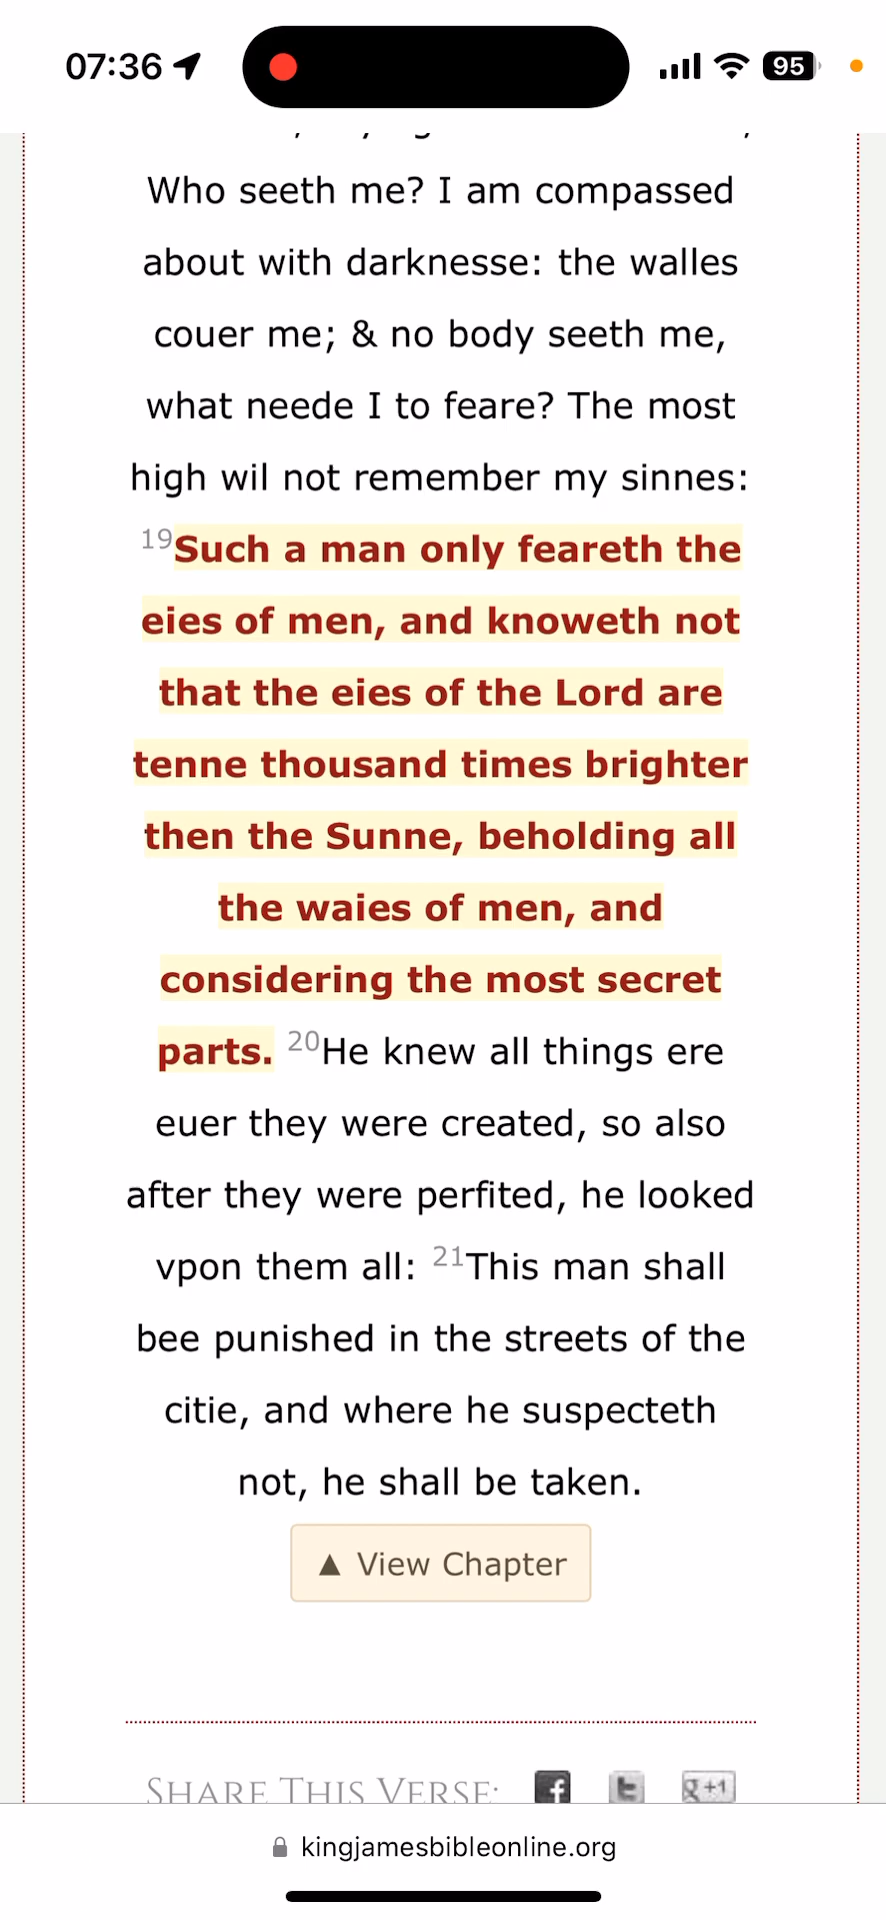 07:36
95
Who seeth me? I am compassed
about with darknesse: the walles
couer me; & no body seeth me,
what neede I to feare? The most
high wil not remember my sinnes:
19Such a man only feareth the
eies of men, and knoweth not
that the eies of the Lord are
tenne thousand times brighter
then the Sunne, beholding all
the waies of men, and
considering the most secret
parts. 20He knew all things ere
euer they were created, so also
after they were perfited, he looked
vpon them all: 21This man shall
bee punished in the streets of the
citie, and where he suspecteth
not, he shall be taken.
▲ View Chapter
SHARE THIS VERSE: f t g+1
kingjamesbibleonline.org